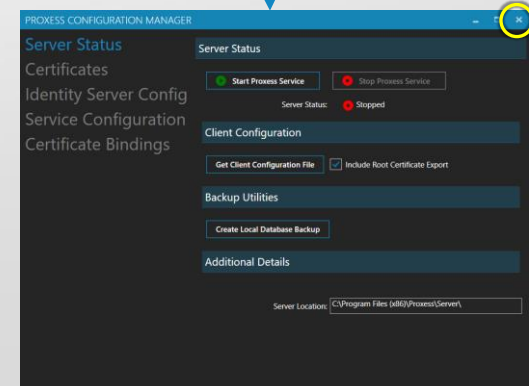 PROXESS CONFIGURATION MANAGER
Server Status
Certificates
Identity Server Config
Service Configuration
Certificate Bindings
Server Status
Start Proxess Service
Stop Proxess Service
Server Status:
Stopped
Client Configuration
Get Client Configuration File
Include Root Certificate Export
Backup Utilities
Create Local Database Backup
Additional Details
Server Location:
C:\Program Files (x86)\Proxess\Server\